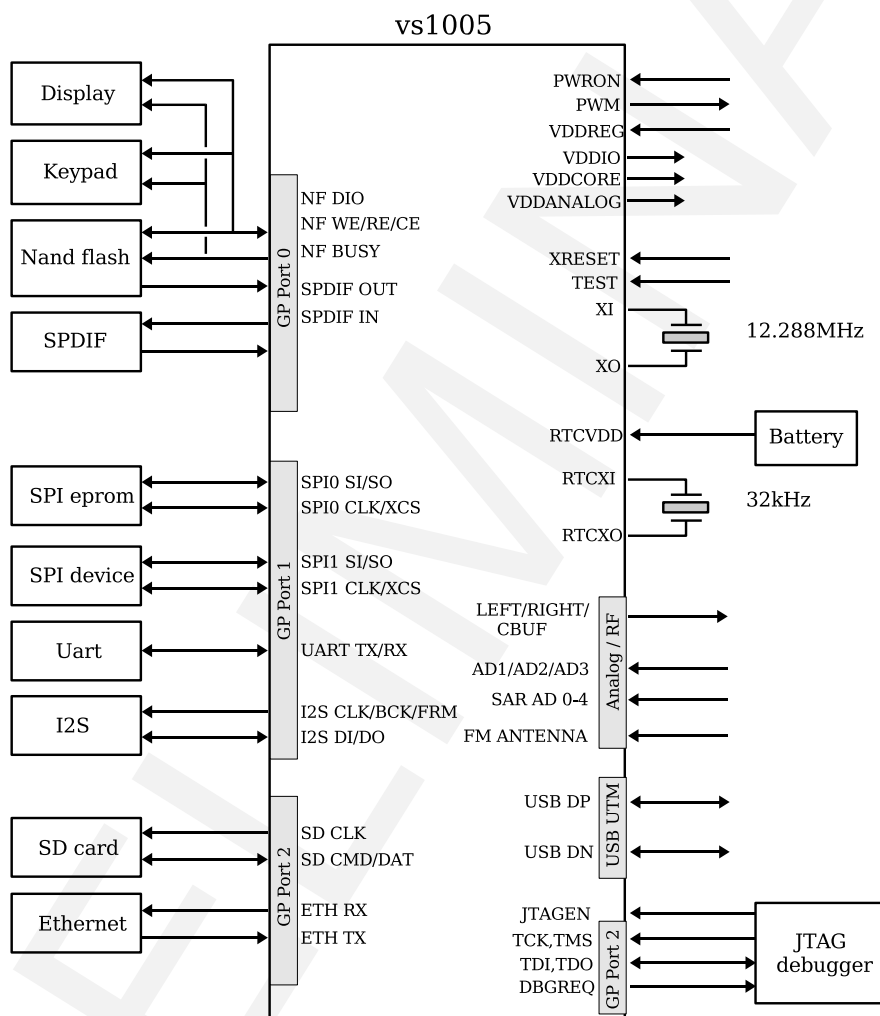 vs1005
Display
Keypad
Nand flash
SPDIF
SPI eprom
SPI device
Uart
I2S
SD card
Ethernet
GP Port 0
NF DIO
NF WE/RE/CE
NF BUSY
SPDIF OUT
SPDIF IN
GP Port 1
SPI0 SI/SO
SPI0 CLK/XCS
SPI1 SI/SO
SPI1 CLK/XCS
UART TX/RX
I2S CLK/BCK/FRM
I2S DI/DO
GP Port 2
SD CLK
SD CMD/DAT
ETH RX
ETH TX
PWRON
PWM
VDDREG
VDDIO
VDDCORE
VDDANALOG
XRESET
TEST
XI
XO
12.288MHz
RTCVDD
Battery
RTCXI
RTCXO
32kHz
LEFT/RIGHT/
CBUF
AD1/AD2/AD3
SAR AD 0-4
FM ANTENNA
Analog / RF
USB DP
USB DN
USB UTM
JTAGEN
TCK,TMS
TDI,TDO
DBGREQ
GP Port 2
JTAG
debugger
ELIMINA